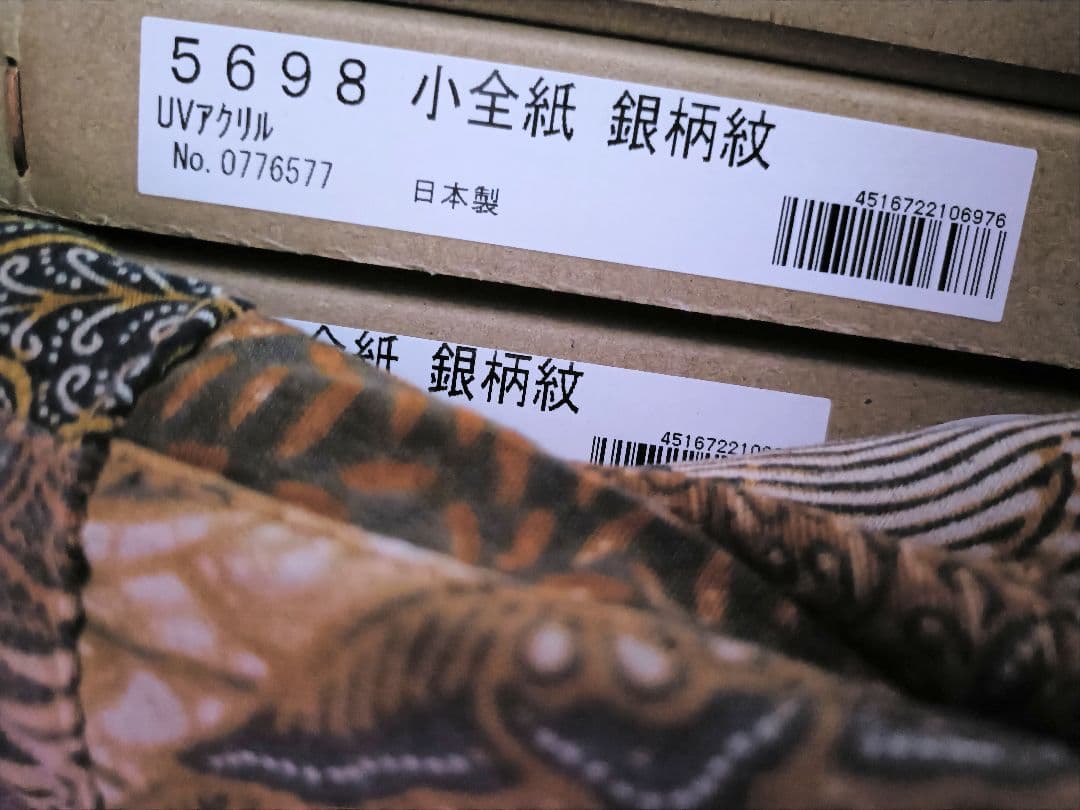 5698 小全紙 銀柄紋
UVアクリル
No. 0776577
日本製
4516722106976
全紙 銀柄紋